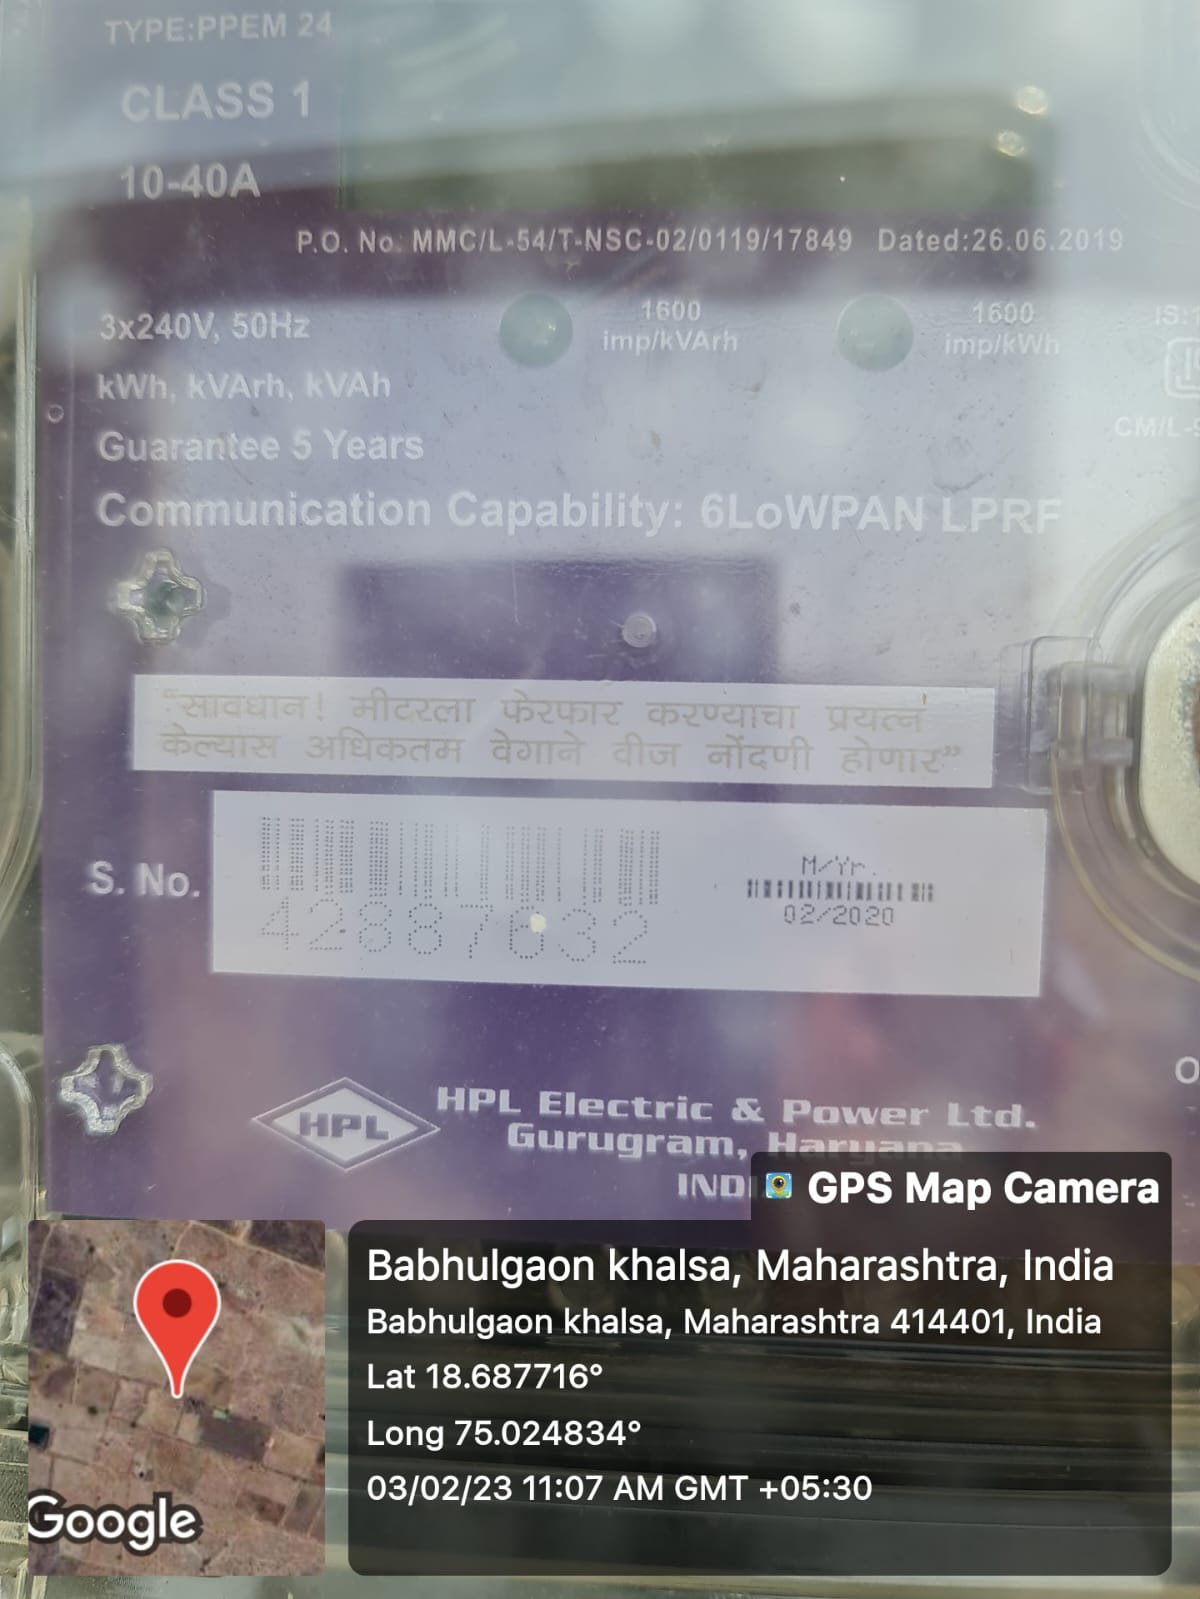 TYPE:PPEM 24
CLASS 1
10-40A
P.O. No. MMC/L-54/T-NSC-02/0119/17849 Dated:26.06.2019
3x240V, 50Hz
1600
imp/kVArh
1600
imp/kWh
kWh, kVArh, kVAh
CM/L-
Guarantee 5 Years
Communication Capability: 6LoWPAN LPRF
"सावधान! मीटरला फेरफार करण्याचा प्रयत्न
केल्यास अधिकतम वेगाने वीज नोंदणी होणार"
S. No.
42887632
M/Yr.
02/2020
HPL
HPL Electric & Power Ltd.
Gurugram, Haryana
GPS Map Camera
Babhulgaon khalsa, Maharashtra, India
Babhulgaon khalsa, Maharashtra 414401, India
Lat 18.687716°
Long 75.024834°
03/02/23 11:07 AM GMT +05:30
Google